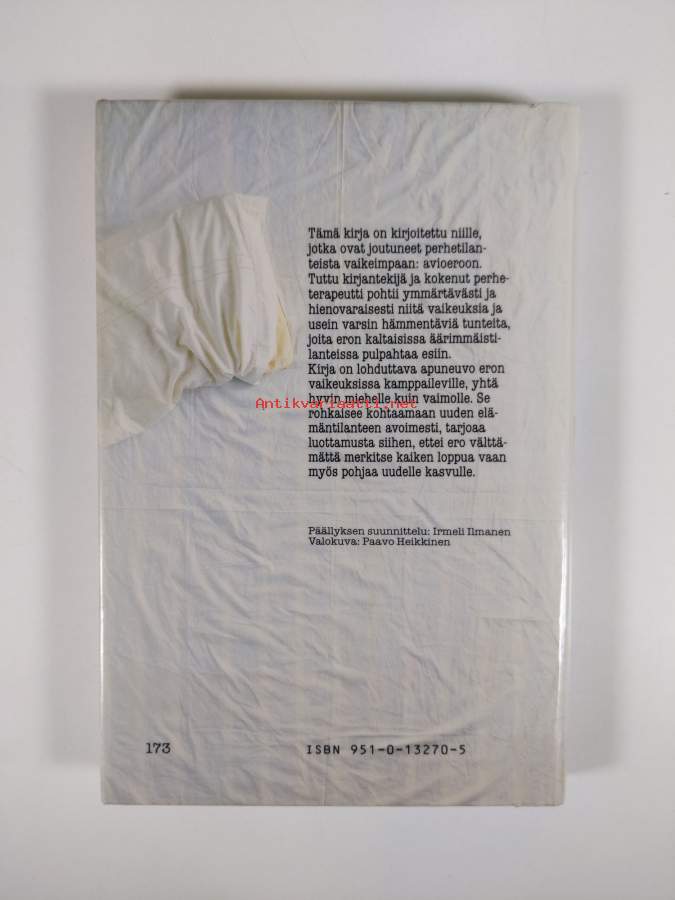 Tämä kirja on kirjoitettu niille,
jotka ovat joutuneet perhetilan-
teista vaikeimpaan: avioeroon.
Tuttu kirjantekijä ja kokenut perhe-
terapeutti pohtii ymmärtävästi ja
hienovaraisesti niitä vaikeuksia ja
usein varsin hämmentäviä tunteita,
joita eron kaltaisissa äärimmäisti-
lanteissa pulpahtaa esiin.
Kirja on lohduttava apuneuvo eron
vaikeuksissa kamppaileville, yhtä
hyvin miehelle kuin vaimolle. Se
Antikvariaatti.net
rohkaisee kohtaamaan uuden elä-
mäntilanteen avoimesti, tarjoaa
luottamusta siihen, ettei ero välttä-
mättä merkitse kaiken loppua vaan
myös pohjaa uudelle kasvulle.
Päällyksen suunnittelu: Irmeli Ilmanen
Valokuva: Paavo Heikkinen
173
ISBN 951-0-13270-5